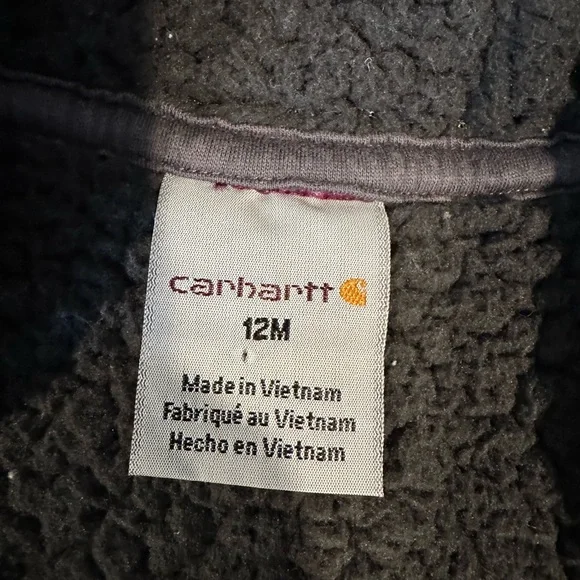 carhartt
12M
Made in Vietnam
Fabriqué au Vietnam
Hecho en Vietnam